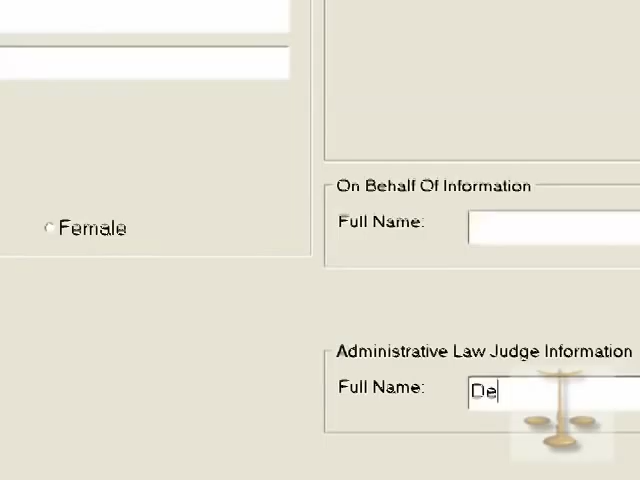 On Behalf Of Information
Full Name:
Female
Administrative Law Judge Information
Full Name:
De